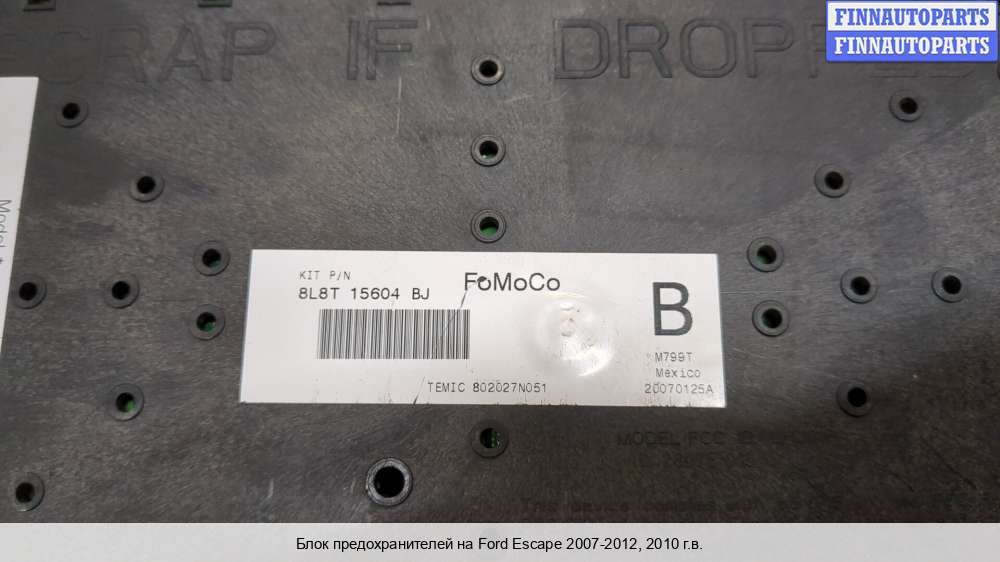 FINNAUTOPARTS
FINNAUTOPARTS
SCRAP IF DROPPED
KIT P/N
FoMoCo
8L8T 15604 BJ
B
M799T
Mexico
TEMIC 802027N051
20070125A
MODEL FCC
Model
Блок предохранителей на Ford Escape 2007-2012, 2010 г.в.